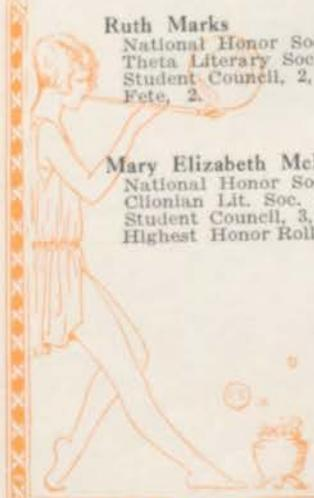 Ruth Marks
National Honor Soc
Theta Literary Soc
Student Council, 2,
Fete, 2.
Mary Elizabeth Mc
National Honor So
Clionian Lit. Soc.
Student Council, 3,
Highest Honor Roll